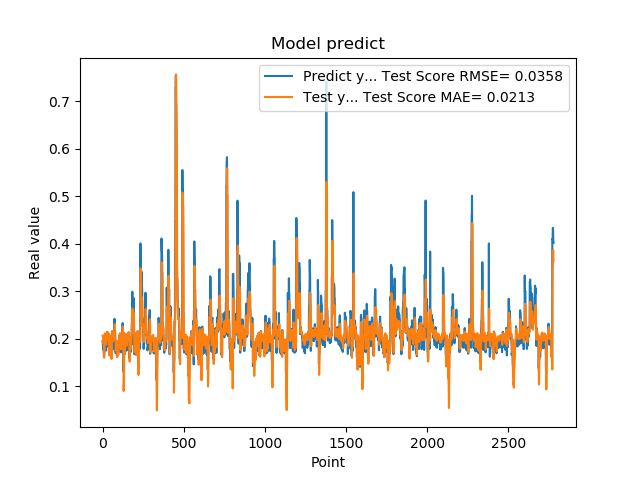 Model predict
Predict y... Test Score RMSE= 0.0358
Test y... Test Score MAE= 0.0213
Real value
0.7
0.6
0.5
0.4
0.3
0.2
0.1
0 500 1000 1500 2000 2500
Point